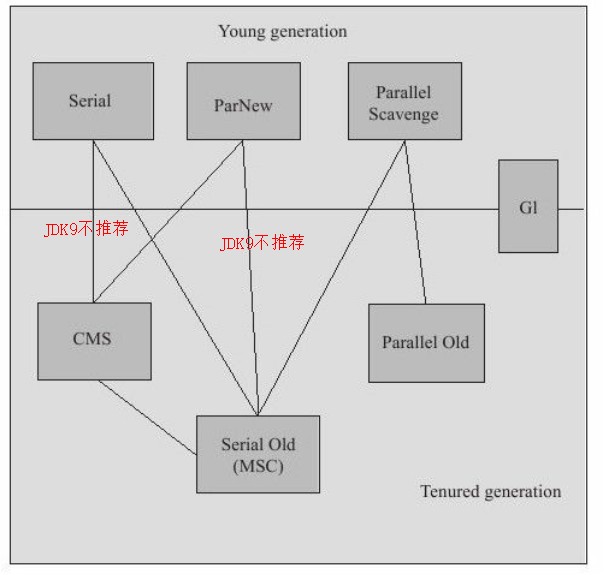 Young generation
Serial
ParNew
Parallel
Scavenge
Gl
JDK9不推荐
JDK9不推荐
CMS
Parallel Old
Serial Old
(MSC)
Tenured generation